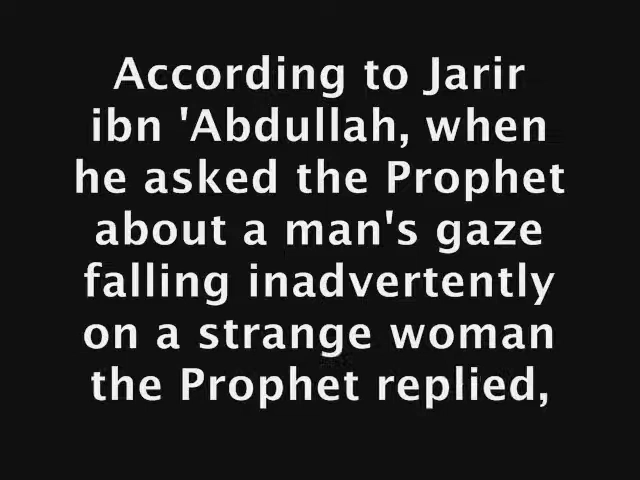 According to Jarir
ibn 'Abdullah, when
he asked the Prophet
about a man's gaze
falling inadvertently
on a strange woman
the Prophet replied,